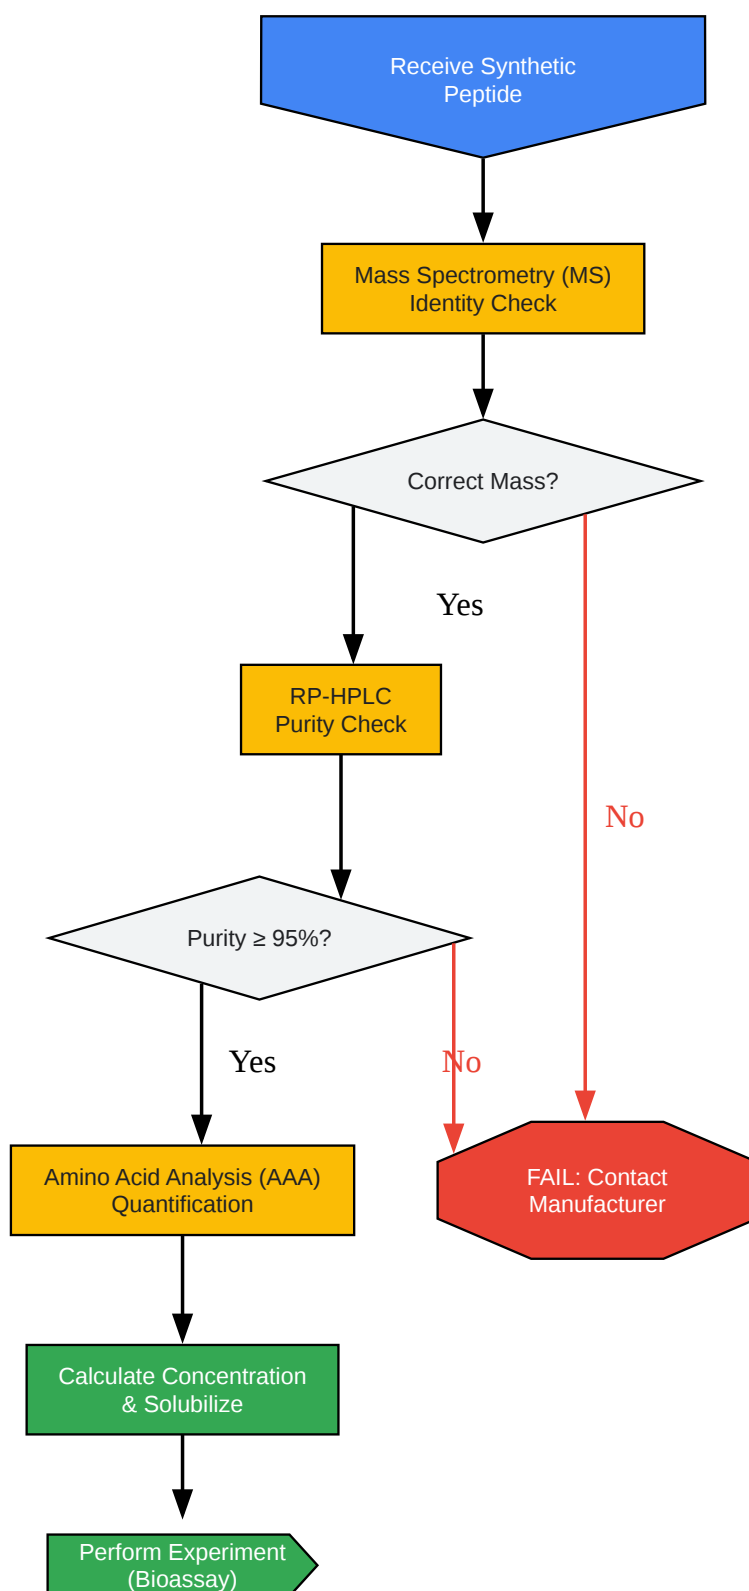 Receive Synthetic
Peptide
Mass Spectrometry (MS)
Identity Check
Correct Mass?
Yes
RP-HPLC
Purity Check
No
Purity ≥ 95%?
Yes
No
Amino Acid Analysis (AAA)
Quantification
FAIL: Contact
Manufacturer
Calculate Concentration
& Solubilize
Perform Experiment
(Bioassay)